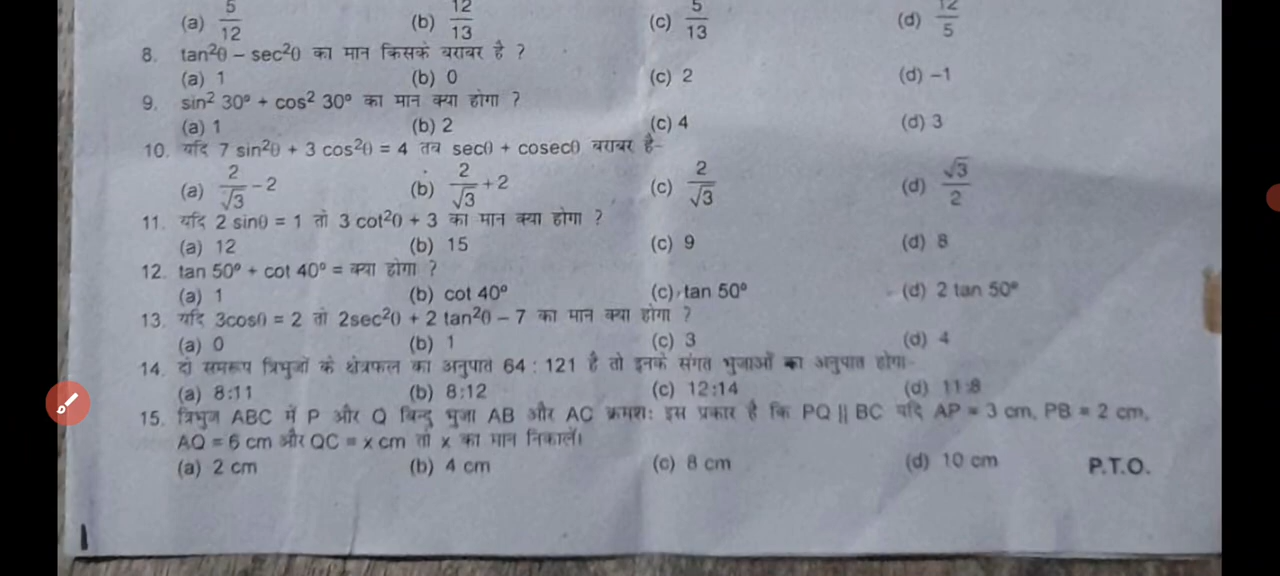 (a) 5/12 (b) 12/13 (c) 5/13 (d) 12/5
8. tan²θ – sec²θ का मान किसके बराबर है ?
(a) 1 (b) 0 (c) 2 (d) –1
9. sin² 30° + cos² 30° का मान क्या होगा ?
(a) 1 (b) 2 (c) 4 (d) 3
10. यदि 7 sin²θ + 3 cos²θ = 4 तब secθ + cosecθ बराबर है-
(a) 2/√3 – 2 (b) 2/√3 + 2 (c) 2/√3 (d) √3/2
11. यदि 2 sinθ = 1 तो 3 cot²θ + 3 का मान क्या होगा ?
(a) 12 (b) 15 (c) 9 (d) 8
12. tan 50° + cot 40° = क्या होगा ?
(a) 1 (b) cot 40° (c) tan 50° (d) 2 tan 50°
13. यदि 3cosθ = 2 तो 2sec²θ + 2 tan²θ – 7 का मान क्या होगा ?
(a) 0 (b) 1 (c) 3 (d) 4
14. दो समरूप त्रिभुजों के क्षेत्रफल का अनुपात 64 : 121 है तो इनके संगत भुजाओं का अनुपात होगा-
(a) 8:11 (b) 8:12 (c) 12:14 (d) 11:8
15. त्रिभुज ABC में P और Q बिन्दु भुजा AB और AC क्रमशः इस प्रकार है कि PQ || BC यदि AP = 3 cm, PB = 2 cm,
AQ = 6 cm और QC = x cm तो x का मान निकालें।
(a) 2 cm (b) 4 cm (c) 8 cm (d) 10 cm P.T.O.